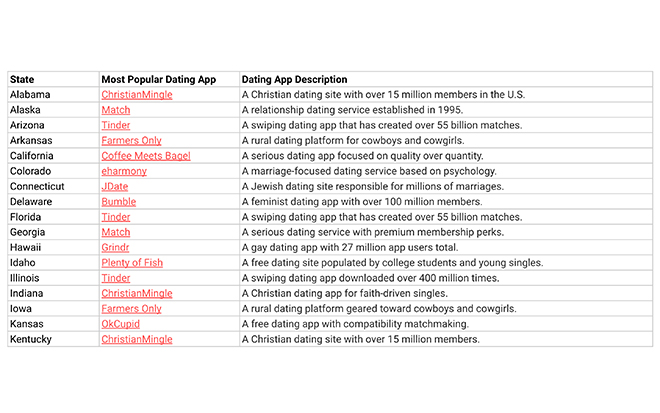 State Most Popular Dating App Dating App Description
Alabama ChristianMingle A Christian dating site with over 15 million members in the U.S.
Alaska Match A relationship dating service established in 1995.
Arizona Tinder A swiping dating app that has created over 55 billion matches.
Arkansas Farmers Only A rural dating platform for cowboys and cowgirls.
California Coffee Meets Bagel A serious dating app focused on quality over quantity.
Colorado eharmony A marriage-focused dating service based on psychology.
Connecticut JDate A Jewish dating site responsible for millions of marriages.
Delaware Bumble A feminist dating app with over 100 million members.
Florida Tinder A swiping dating app that has created over 55 billion matches.
Georgia Match A serious dating service with premium membership perks.
Hawaii Grindr A gay dating app with 27 million app users total.
Idaho Plenty of Fish A free dating site populated by college students and young singles.
Illinois Tinder A swiping dating app downloaded over 400 million times.
Indiana ChristianMingle A Christian dating app for faith-driven singles.
Iowa Farmers Only A rural dating platform geared toward cowboys and cowgirls.
Kansas OkCupid A free dating app with compatibility matchmaking.
Kentucky ChristianMingle A Christian dating site with over 15 million members.